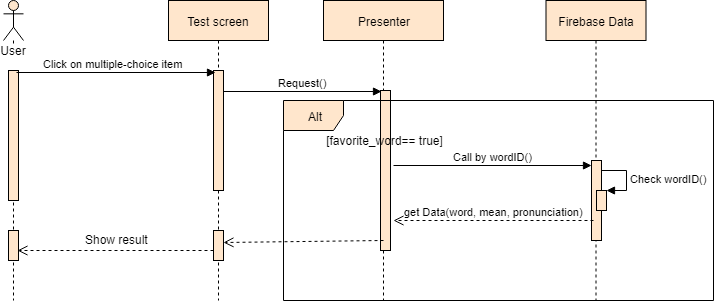 Test screen
Presenter
Firebase Data
User
Click on multiple-choice item
Request()
Alt
[favorite_word== true]
Call by wordID()
Check wordID()
get Data(word, mean, pronunciation)
Show result